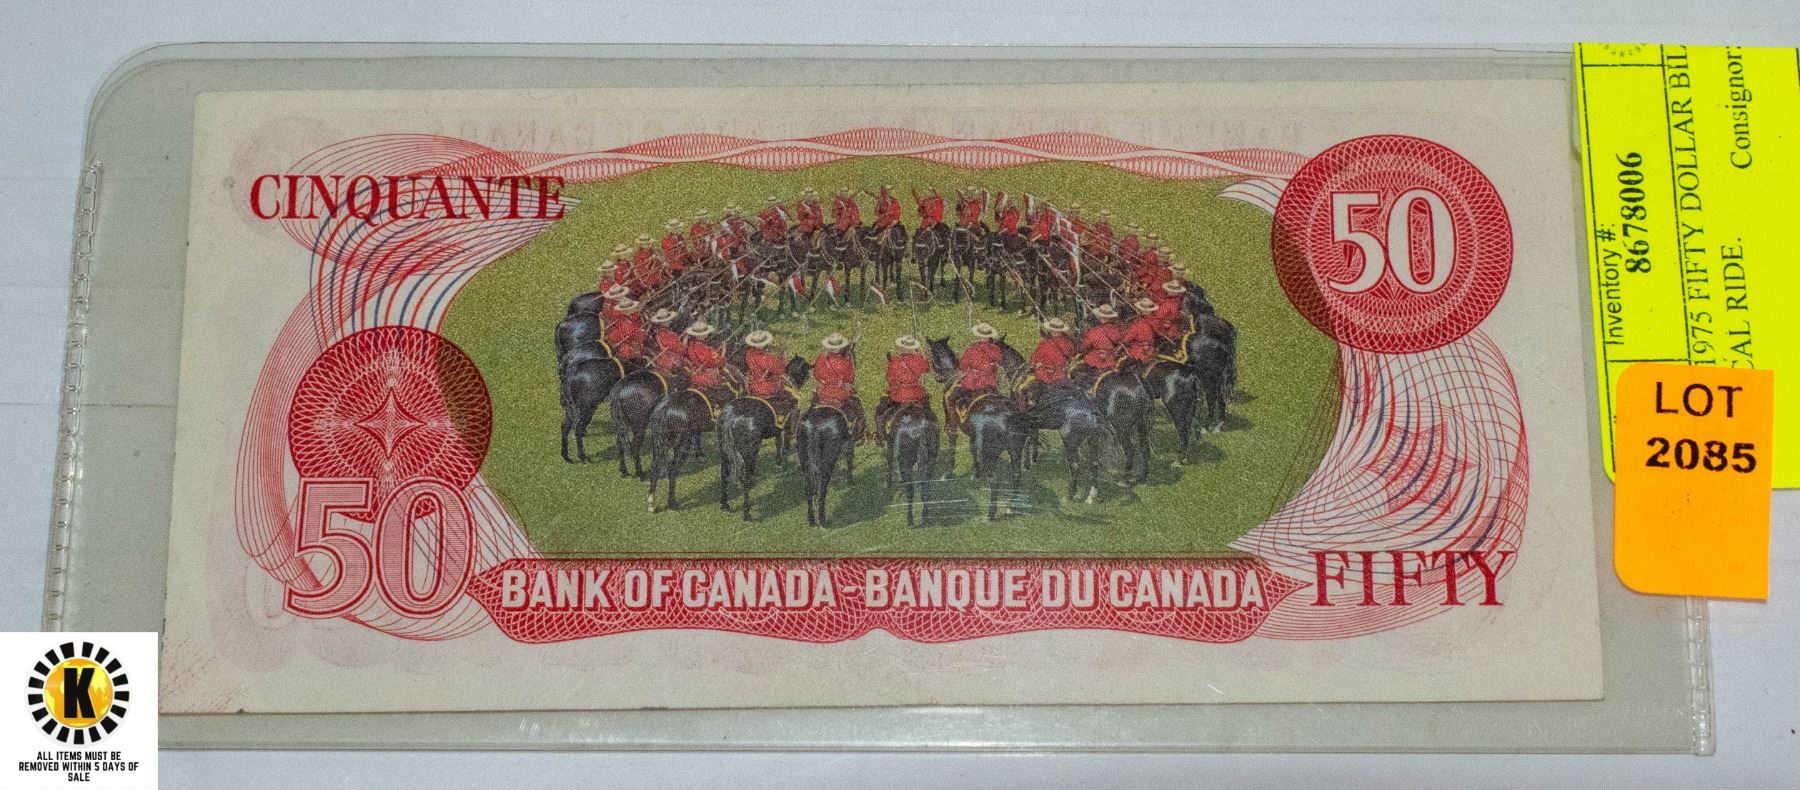 CINQUANTE
50
50
BANK OF CANADA-BANQUE DU CANADA
FIFTY
Inventory #:
8678006
1975 FIFTY DOLLAR BIL
CAL RIDE. Consignor:
LOT
2085
K
ALL ITEMS MUST BE
REMOVED WITHIN 5 DAYS OF
SALE